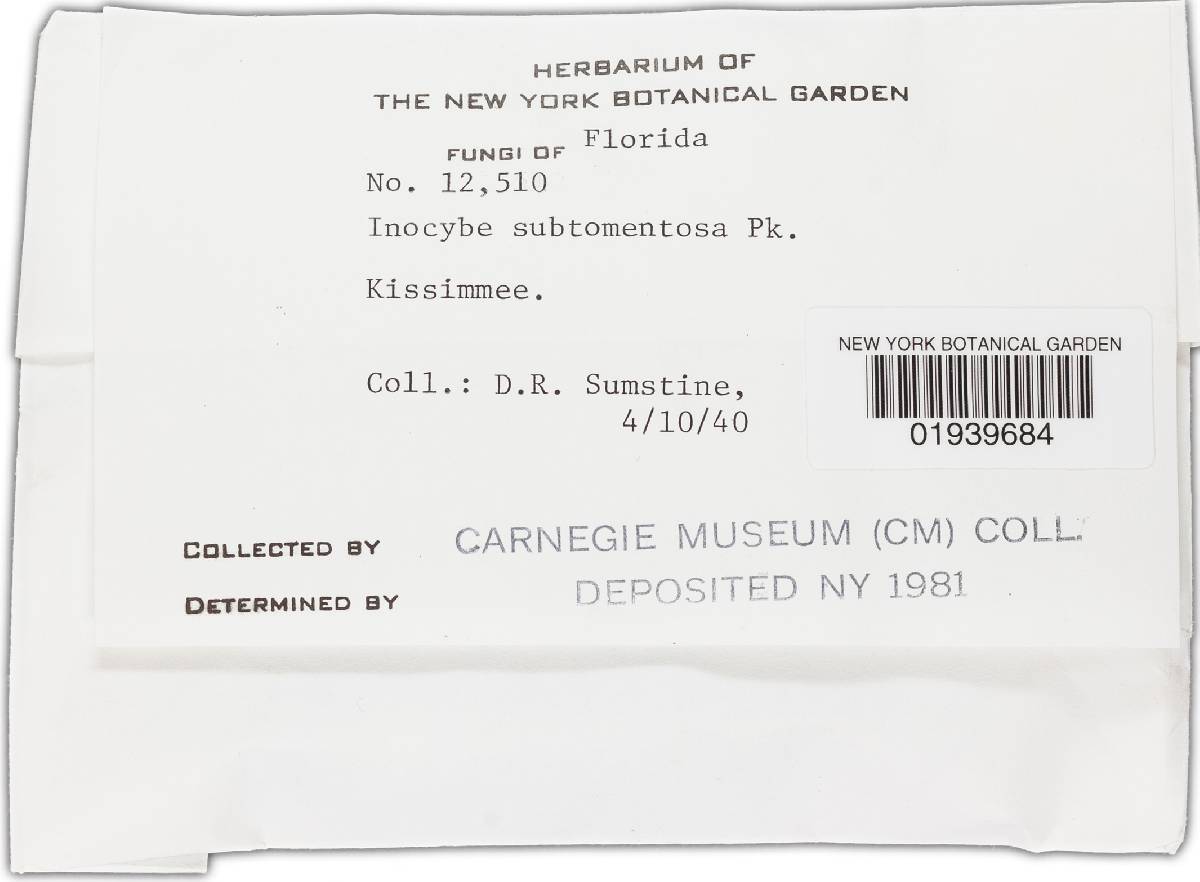 HERBARIUM OF
THE NEW YORK BOTANICAL GARDEN
FUNGI OF Florida
No. 12,510
Inocybe subtomentosa Pk.
Kissimmee.
NEW YORK BOTANICAL GARDEN
01939684
Coll.: D.R. Sumstine,
4/10/40
COLLECTED BY
CARNEGIE MUSEUM (CM) COLL.
DEPOSITED NY 1981
DETERMINED BY